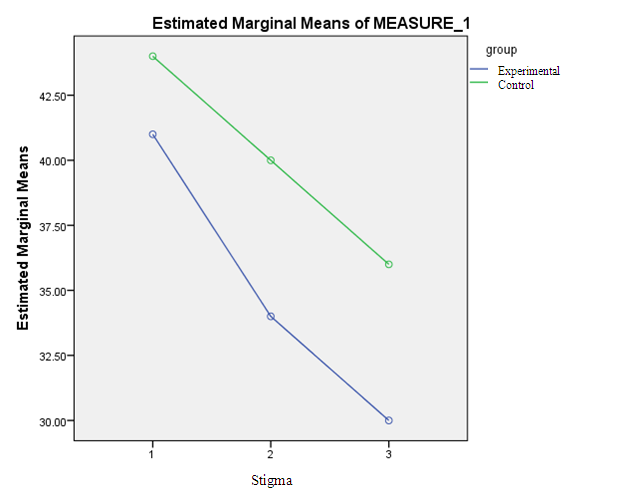 Estimated Marginal Means of MEASURE_1
group
Experimental
Control
Estimated Marginal Means
42.50
40.00
37.50
35.00
32.50
30.00
1 2 3
Stigma